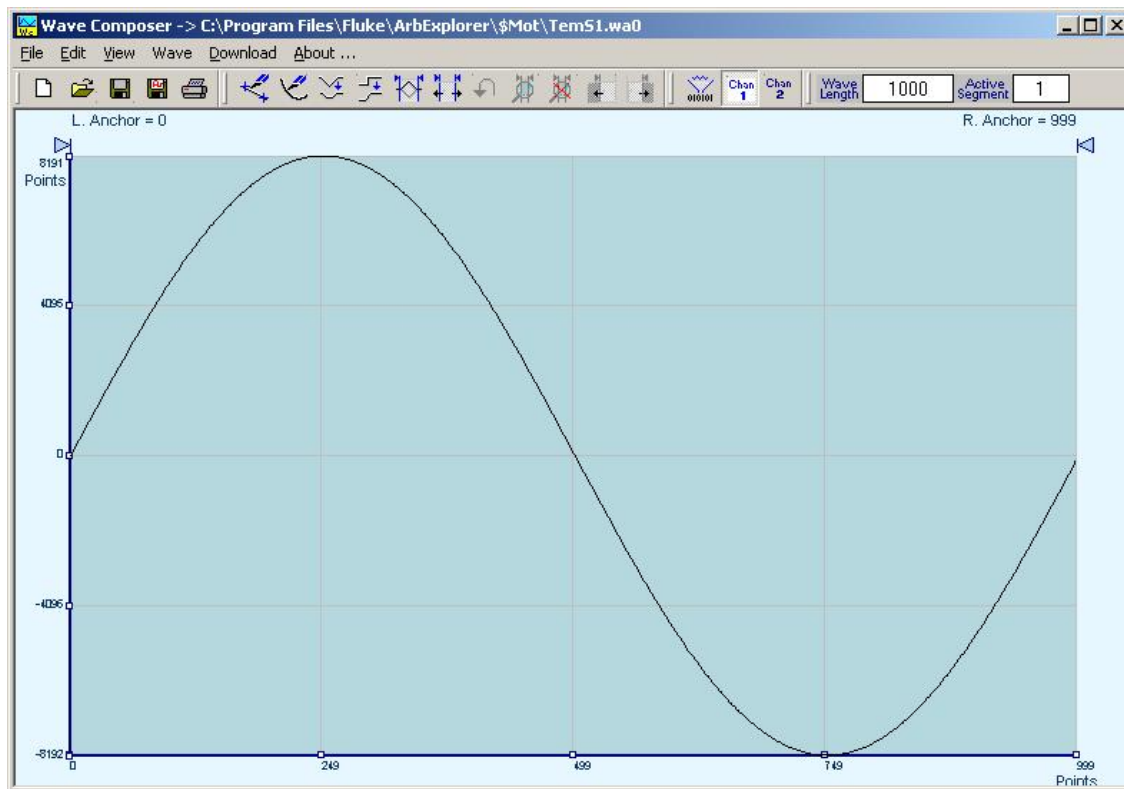 Wave Composer -> C:\Program Files\Fluke\ArbExplorer\$Mot\TemS1.wa0
File Edit View Wave Download About ...
01010l Chan 1 Chan 2 Wave Length 1000 Active Segment 1
L. Anchor = 0 R. Anchor = 999
8191
Points
4095
0
-4096
-8192
0 249 499 749 999
Points